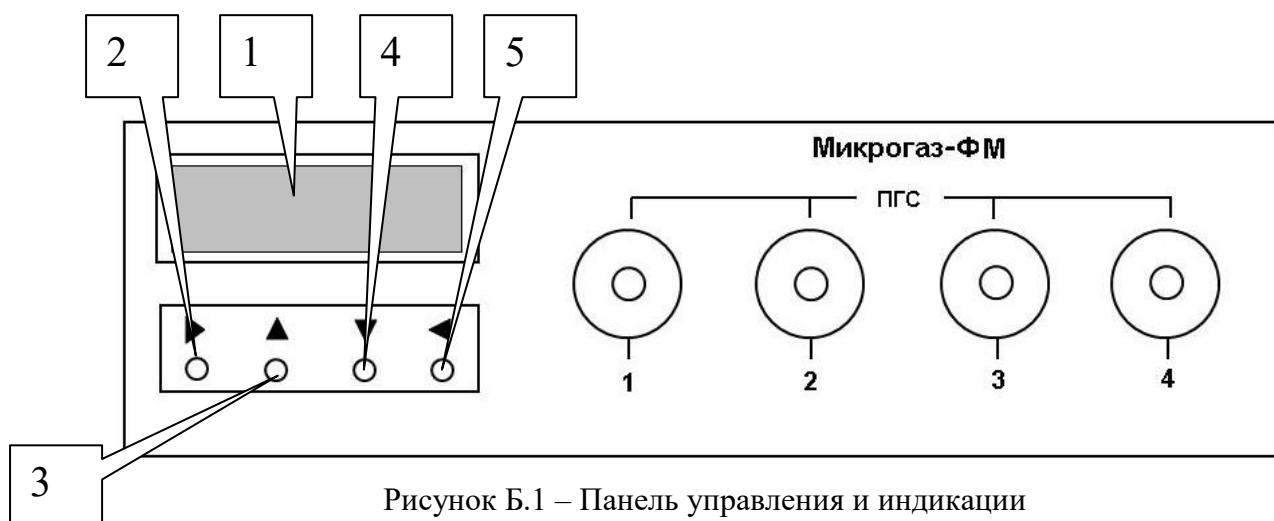 2 1 4 5
Микрогаз-ФМ
ПГС
1 2 3 4
3
Рисунок Б.1 – Панель управления и индикации